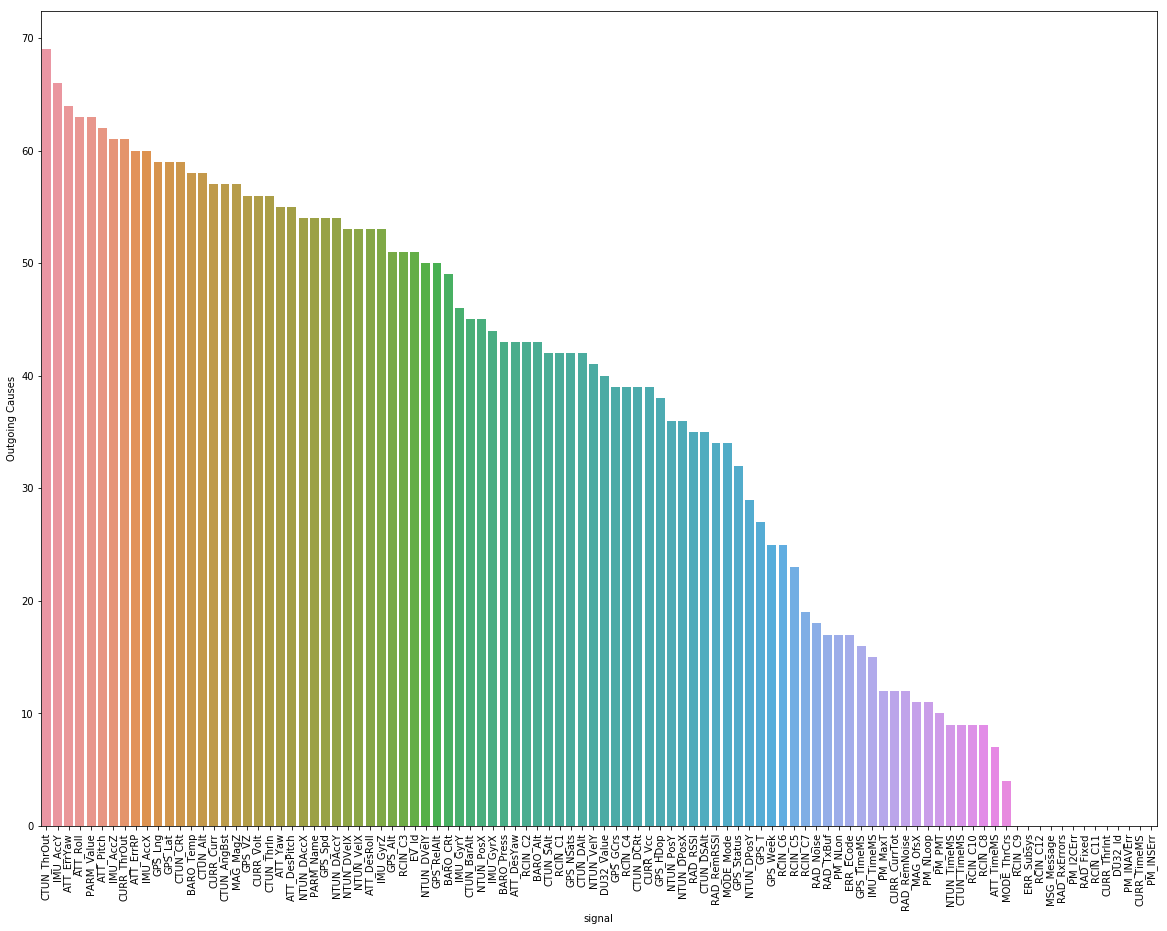 70
60
50
40
30
20
10
0
Outgoing Causes
CTUN_ThrOut
IMU_AccY
ATT_ErrYaw
ATT_Roll
PARM_Value
ATT_Pitch
IMU_AccZ
CURR_ThrOut
ATT_ErrRP
IMU_AccX
GPS_Lng
GPS_Lat
CTUN_CRt
BARO_Temp
CTUN_Alt
CURR_Curr
CTUN_AngBst
MAG_MagZ
GPS_VZ
CURR_Volt
CTUN_ThrIn
ATT_Yaw
ATT_DesPitch
NTUN_DAccX
PARM_Name
GPS_Spd
NTUN_DAccY
NTUN_DVelX
NTUN_VelX
ATT_DesRoll
IMU_GyrZ
GPS_Alt
RCIN_C3
EV_Id
NTUN_DVelY
GPS_RelAlt
BARO_CRt
IMU_GyrY
CTUN_BarAlt
NTUN_PosX
IMU_GyrX
BARO_Press
ATT_DesYaw
RCIN_C2
BARO_Alt
CTUN_SAlt
RCIN_C1
GPS_NSats
CTUN_DAlt
NTUN_VelY
DU32_Value
GPS_GCrs
RCIN_C4
CTUN_DCRt
CURR_Vcc
GPS_HDop
NTUN_PosY
NTUN_DPosX
RAD_RSSI
CTUN_DSAlt
RAD_RemRSSI
MODE_Mode
GPS_Status
NTUN_DPosY
GPS_T
GPS_Week
RCIN_C6
RCIN_C5
RCIN_C7
RAD_Noise
RAD_TxBuf
PM_NLon
ERR_ECode
GPS_TimeMS
IMU_TimeMS
PM_MaxT
CURR_CurrTot
RAD_RemNoise
MAG_OfsX
PM_NLoop
PM_PMT
NTUN_TimeMS
CTUN_TimeMS
RCIN_C10
RCIN_C8
ATT_TimeMS
MODE_ThrCrs
RCIN_C9
ERR_Subsys
RCIN_C12
MSG_Message
RAD_RxErrors
PM_I2CErr
RAD_Fixed
RCIN_C11
CURR_ThrInt
DU32_Id
PM_INAVErr
CURR_TimeMS
PM_INSErr
signal